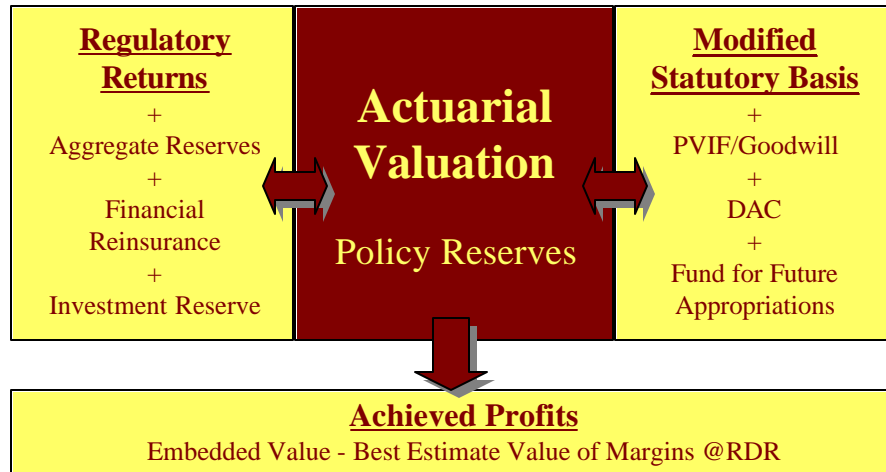 Regulatory
Returns
+
Aggregate Reserves
+
Financial
Reinsurance
+
Investment Reserve
Actuarial
Valuation
Policy Reserves
Modified
Statutory Basis
+
PVIF/Goodwill
+
DAC
+
Fund for Future
Appropriations
Achieved Profits
Embedded Value - Best Estimate Value of Margins @RDR